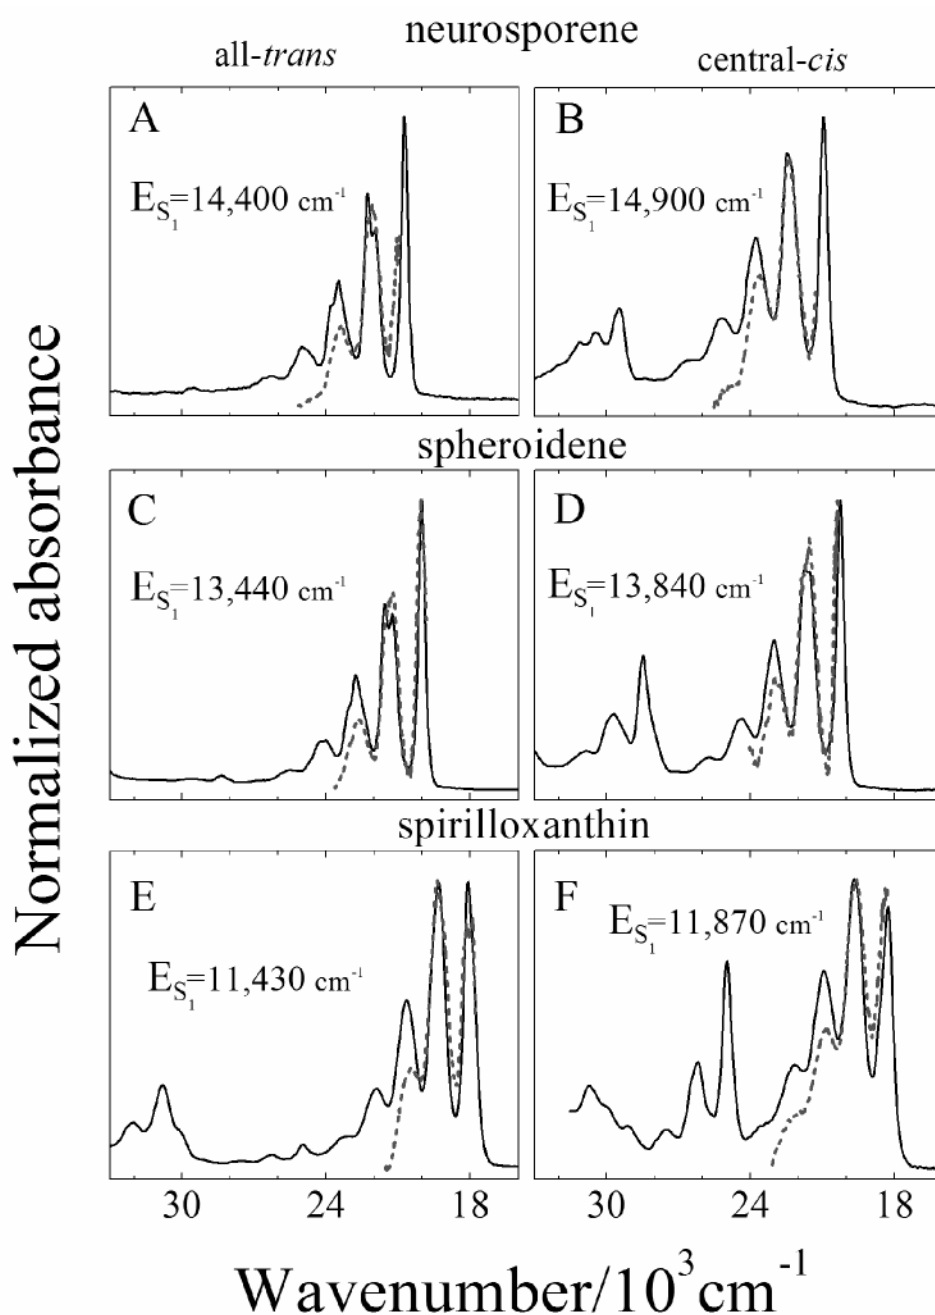 neurosporene
all-trans central-cis
A B
E_S₁=14,400 cm⁻¹ E_S₁=14,900 cm⁻¹
spheroidene
C D
E_S₁=13,440 cm⁻¹ E_S₁=13,840 cm⁻¹
spirilloxanthin
E F
E_S₁=11,430 cm⁻¹ E_S₁=11,870 cm⁻¹
Normalized absorbance
30 24 18 30 24 18
Wavenumber/10³cm⁻¹